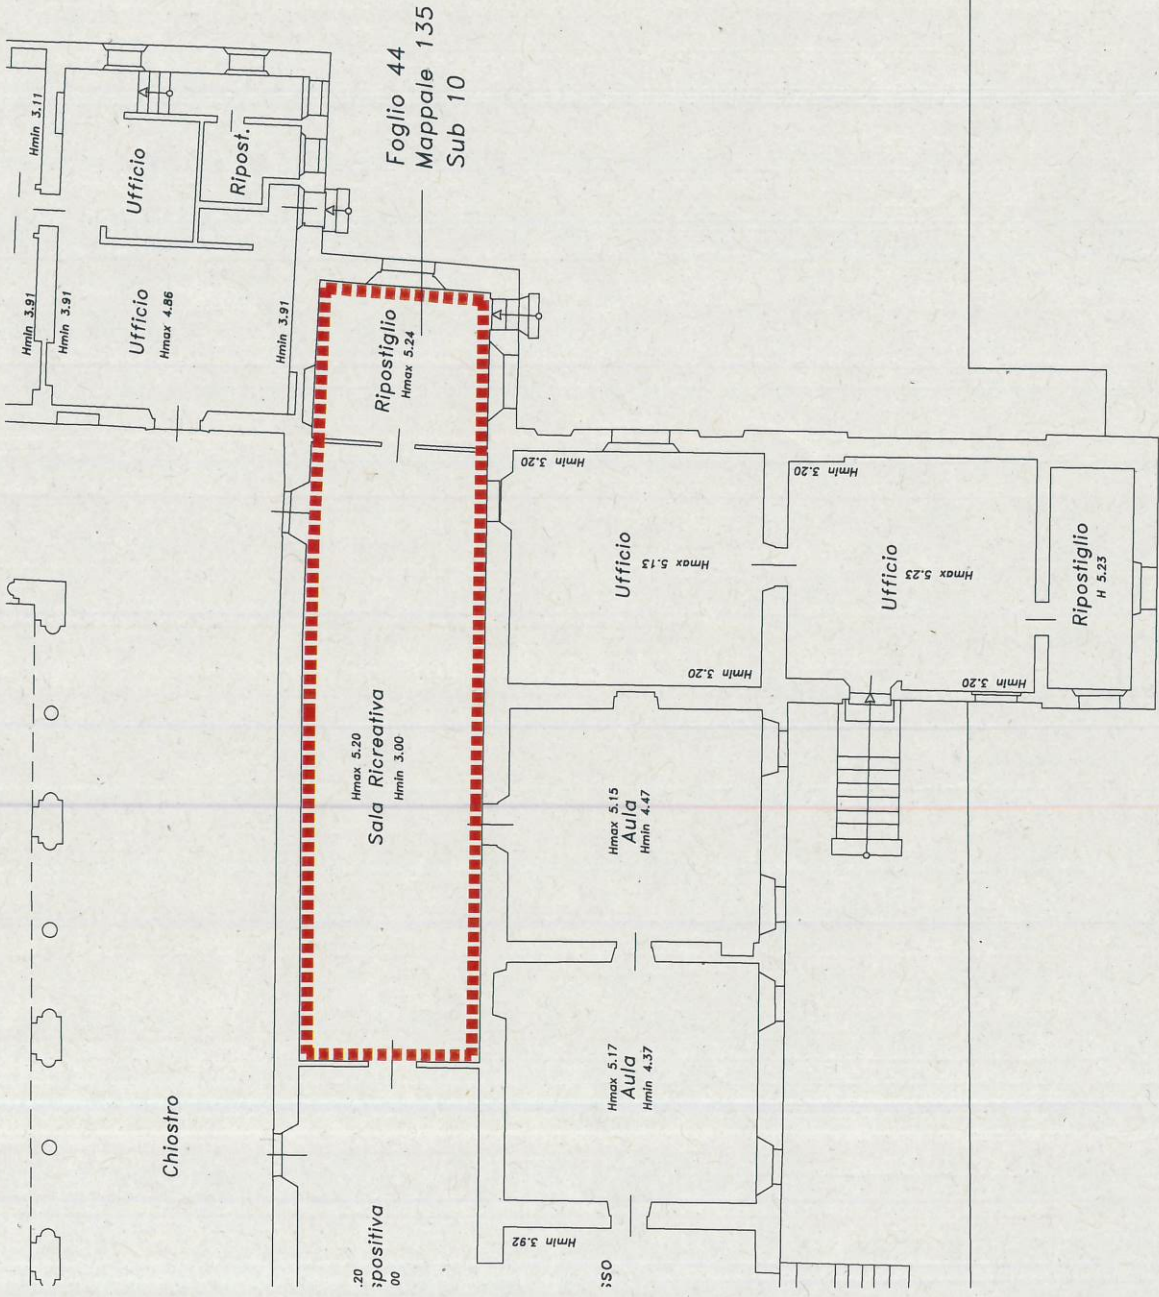 Foglio 44
Mappale 135
Sub 10
Hmin 3.11
Ufficio
Ripost.
Hmin 3.91
Hmin 3.91
Ufficio
Hmax 4.86
Hmin 3.91
Ripostiglio
Hmax 5.24
Hmin 3.20
Ufficio
Hmax 5.13
Hmin 3.20
Hmin 3.20
Ufficio
Hmax 5.23
Hmin 3.20
Ripostiglio
H 5.23
Hmax 5.20
Sala Ricreativa
Hmin 3.00
Hmax 5.15
Aula
Hmin 4.47
Hmax 5.17
Aula
Hmin 4.37
Chiostro
.20
spositiva
00
Hmin 3.92
sso